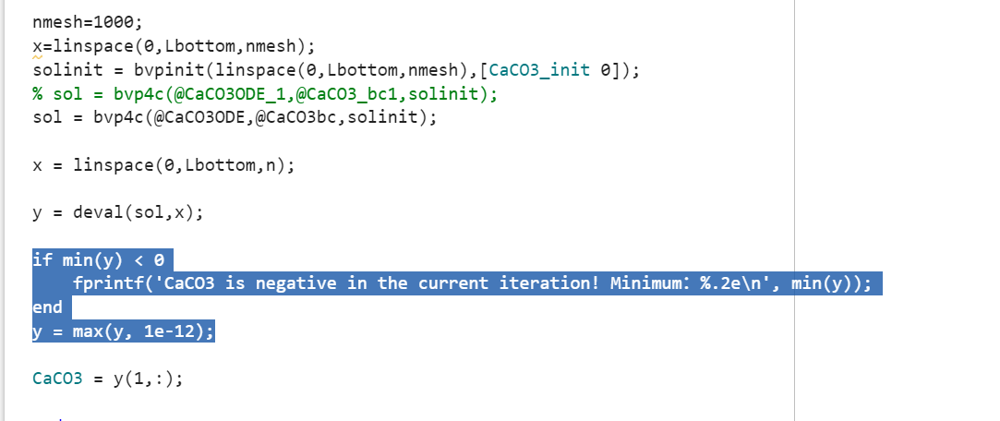 nmesh=1000;
x=linspace(0,Lbottom,nmesh);
solinit = bvpinit(linspace(0,Lbottom,nmesh),[CaCO3_init 0]);
% sol = bvp4c(@CaCO3ODE_1,@CaCO3_bc1,solinit);
sol = bvp4c(@CaCO3ODE,@CaCO3bc,solinit);
x = linspace(0,Lbottom,n);
y = deval(sol,x);
if min(y) < 0
    fprintf('CaCO3 is negative in the current iteration! Minimum: %.2e\n', min(y));
end
y = max(y, 1e-12);
CaCO3 = y(1,:);